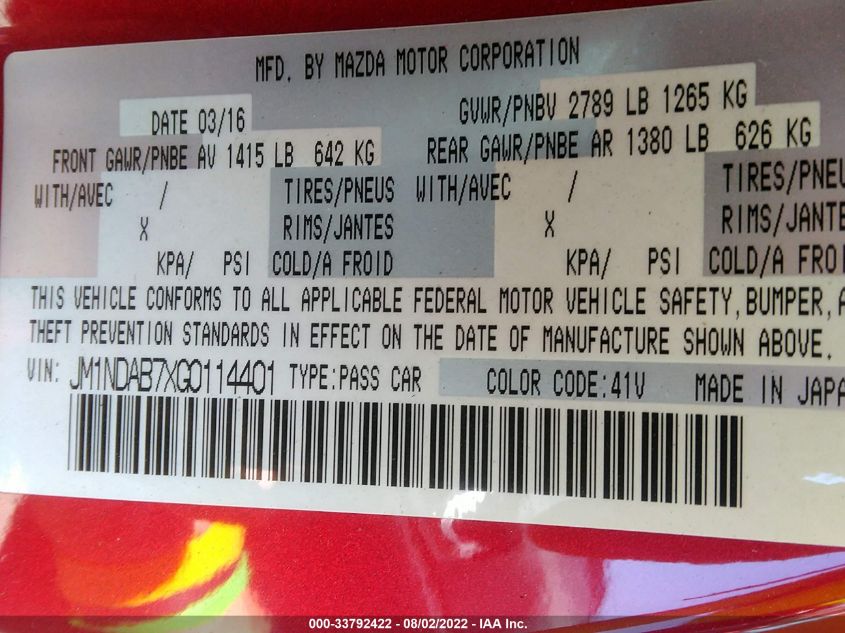 MFD. BY MAZDA MOTOR CORPORATION
DATE 03/16 GVWR/PNBV 2789 LB 1265 KG
FRONT GAWR/PNBE AV 1415 LB 642 KG REAR GAWR/PNBE AR 1380 LB 626 KG
WITH/AVEC / TIRES/PNEUS WITH/AVEC / TIRES/PNEU
X RIMS/JANTES X RIMS/JANTE
KPA/ PSI COLD/A FROID KPA/ PSI COLD/A FROI
THIS VEHICLE CONFORMS TO ALL APPLICABLE FEDERAL MOTOR VEHICLE SAFETY, BUMPER, A
THEFT PREVENTION STANDARDS IN EFFECT ON THE DATE OF MANUFACTURE SHOWN ABOVE.
VIN: JM1NDAB7XG0114401 TYPE:PASS CAR COLOR CODE:41V MADE IN JAPA
000-33792422 - 08/02/2022 - IAA Inc.